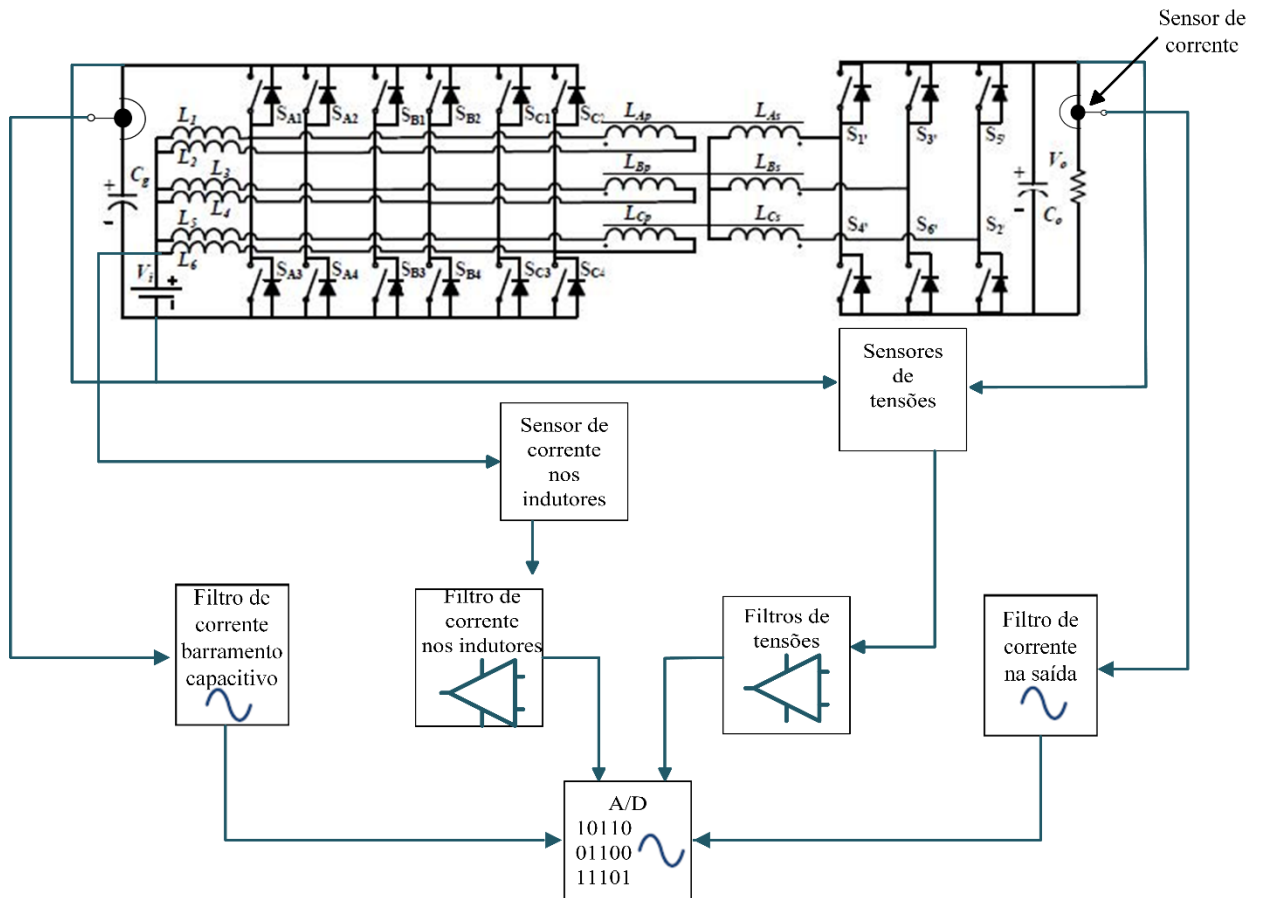 Sensor de
corrente
L1
L2
L3
L4
L5
L6
Cg
+
-
Vi
+
SA1
SA2
SB1
SB2
SC1
SA3
SA4
SB3
SB4
SC3
SC4
LAp
LBp
LCp
LAs
LBs
LCs
S1'
S3'
S5'
S4'
S6'
S2'
+
-
Co
Vo
Sensores
de
tensões
Sensor de
corrente
nos
indutores
Filtro de
corrente
barramento
capacitivo
Filtro de
corrente
nos indutores
Filtros de
tensões
Filtro de
corrente
na saída
A/D
10110
01100
11101